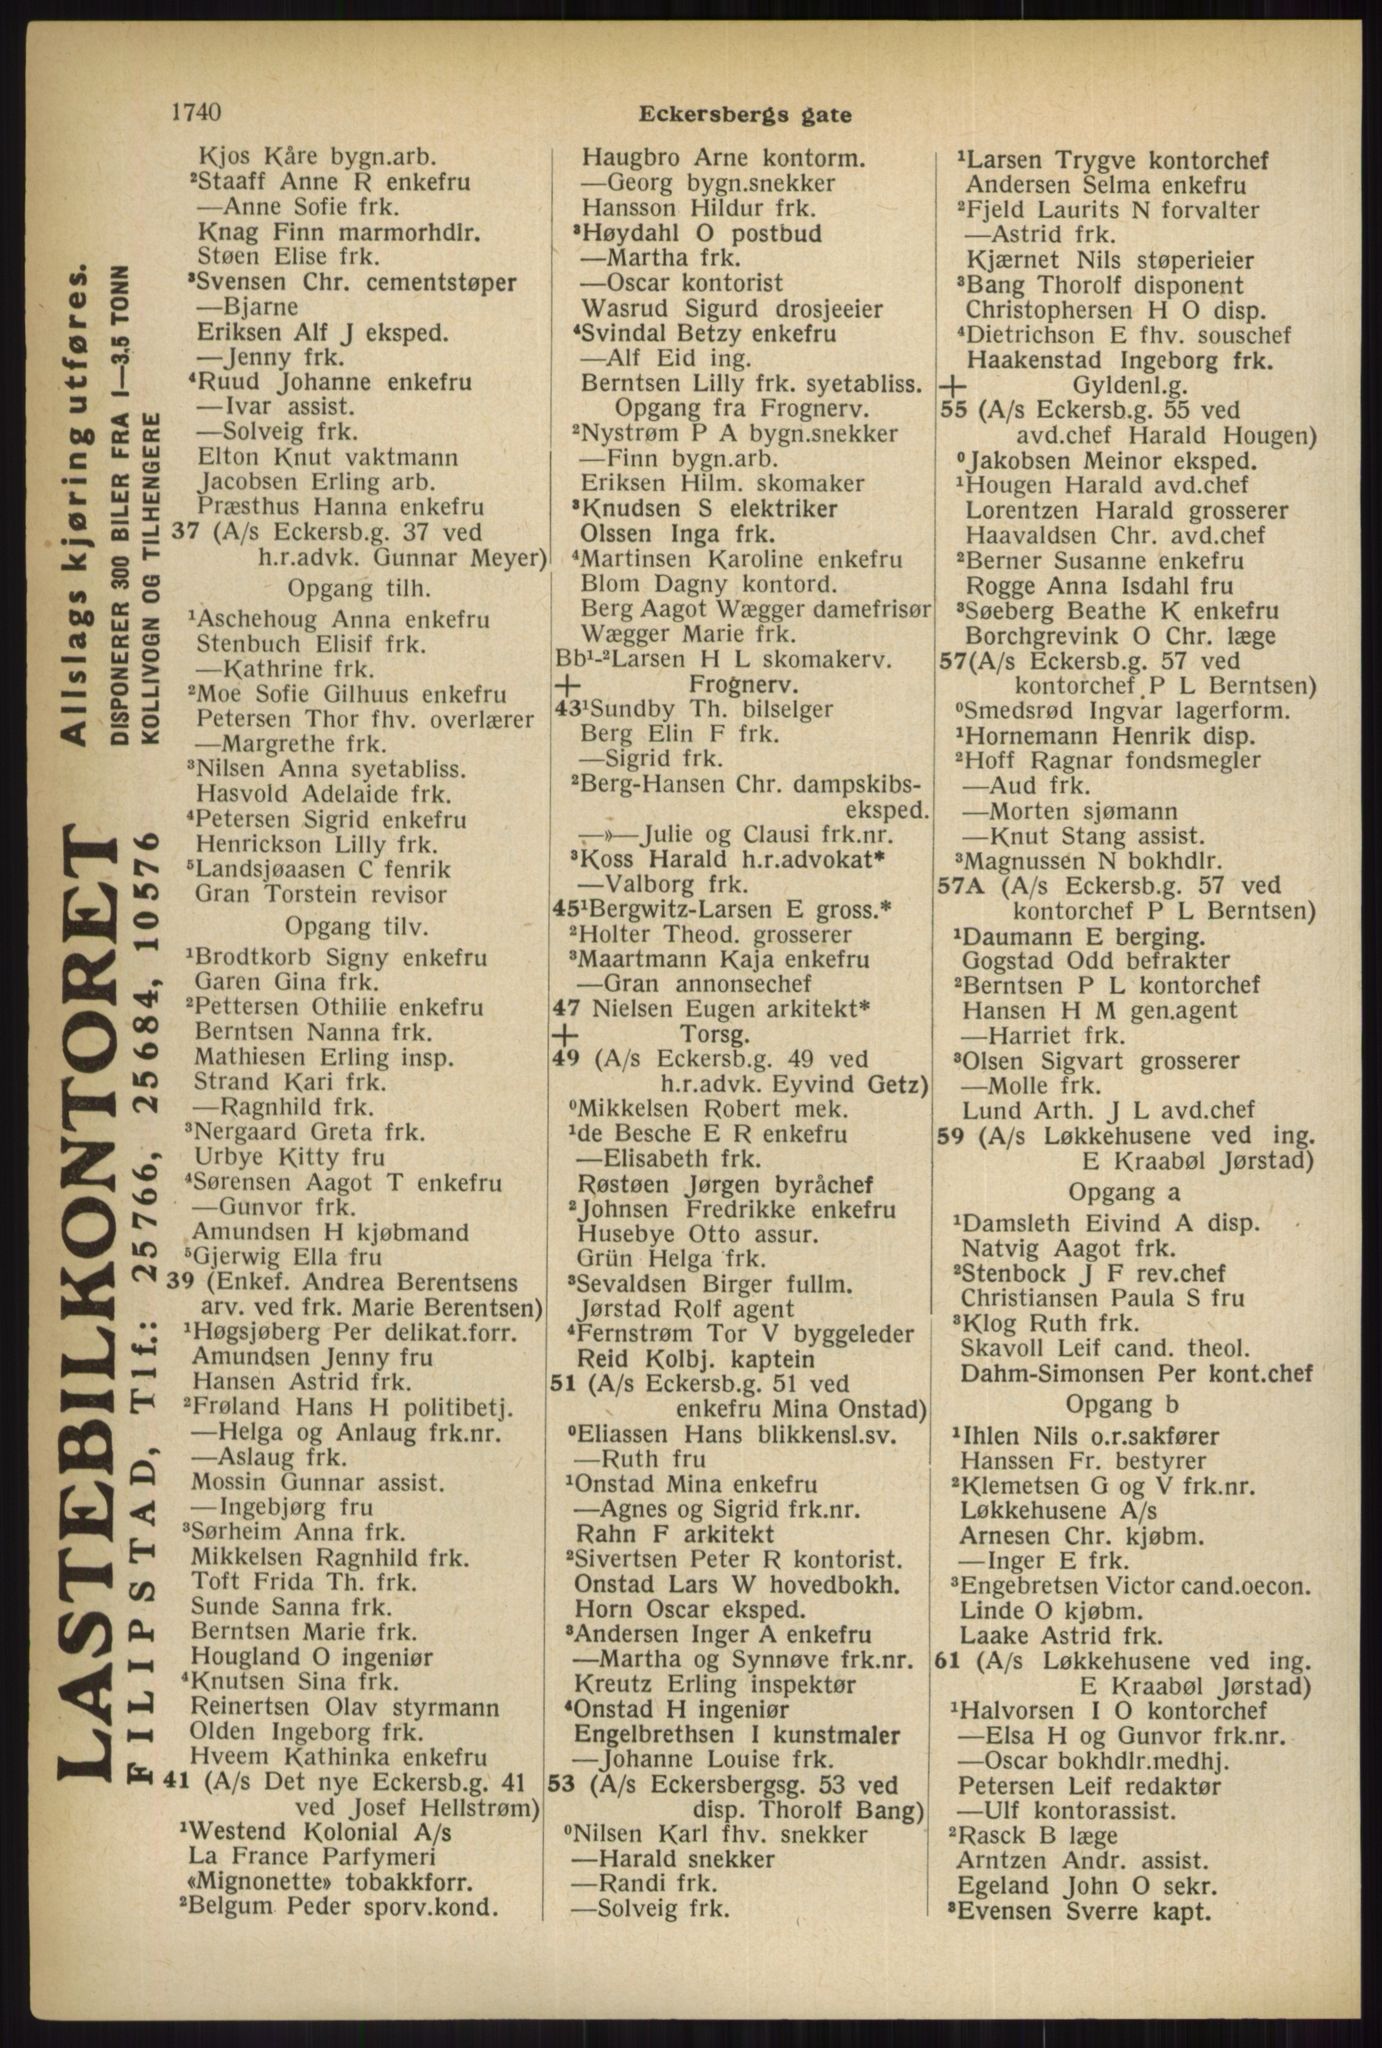 1740
Eckersbergs gate
Allslags kjøring utføres.
DISPONERER 300 BILER FRA 1—3,5 TONN
KOLLIVOGN OG TILHENGERE
LASTEBILKONTORET
FILIPSTAD, Tlf.: 25766, 25684, 10576
Kjos Kåre bygn.arb.
²Staaff Anne R enkefru
—Anne Sofie frk.
Knag Finn marmorhdlr.
Støen Elise frk.
³Svensen Chr. cementstøper
—Bjarne
Eriksen Alf J eksped.
—Jenny frk.
⁴Ruud Johanne enkefru
—Ivar assist.
—Solveig frk.
Elton Knut vaktmann
Jacobsen Erling arb.
Præsthus Hanna enkefru
37 (A/s Eckersb.g. 37 ved
h.r.advk. Gunnar Meyer)
Opgang tilh.
¹Aschehoug Anna enkefru
Stenbuch Elisif frk.
—Kathrine frk.
²Moe Sofie Gilhuus enkefru
Petersen Thor fhv. overlærer
—Margrethe frk.
³Nilsen Anna syetabliss.
Hasvold Adelaide frk.
⁴Petersen Sigrid enkefru
Henrickson Lilly frk.
⁵Landsjøaasen C fenrik
Gran Torstein revisor
Opgang tilv.
¹Brodtkorb Signy enkefru
Garen Gina frk.
²Pettersen Othilie enkefru
Berntsen Nanna frk.
Mathiesen Erling insp.
Strand Kari frk.
—Ragnhild frk.
³Nergaard Greta frk.
Urbye Kitty fru
⁴Sørensen Aagot T enkefru
—Gunvor frk.
Amundsen H kjøbmand
⁵Gjerwig Ella fru
39 (Enkef. Andrea Berentsens
arv. ved frk. Marie Berentsen)
¹Høgsjøberg Per delikat.forr.
Amundsen Jenny fru
Hansen Astrid frk.
²Frøland Hans H politibetj.
—Helga og Anlaug frk.nr.
—Aslaug frk.
Mossin Gunnar assist.
—Ingebjørg fru
³Sørheim Anna frk.
Mikkelsen Ragnhild frk.
Toft Frida Th. frk.
Sunde Sanna frk.
Berntsen Marie frk.
Hougland O ingeniør
⁴Knutsen Sina frk.
Reinertsen Olav styrmann
Olden Ingeborg frk.
Hveem Kathinka enkefru
41 (A/s Det nye Eckersb.g. 41
ved Josef Hellstrøm)
¹Westend Kolonial A/s
La France Parfymeri
«Mignonette» tobakkforr.
²Belgum Peder sporv.kond.
Haugbro Arne kontorm.
—Georg bygn.snekker
Hansson Hildur frk.
³Høydahl O postbud
—Martha frk.
—Oscar kontorist
Wasrud Sigurd drosjeeier
⁴Svindal Betzy enkefru
—Alf Eid ing.
Berntsen Lilly frk. syetabliss.
Opgang fra Frognerv.
²Nystrøm P A bygn.snekker
—Finn bygn.arb.
Eriksen Hilm. skomaker
³Knudsen S elektriker
Olssen Inga frk.
⁴Martinsen Karoline enkefru
Blom Dagny kontord.
Berg Aagot Wægger damefrisør
Wægger Marie frk.
Bb¹-²Larsen H L skomakerv.
+ Frognerv.
43¹Sundby Th. bilselger
Berg Elin F frk.
—Sigrid frk.
²Berg-Hansen Chr. dampskibs-
eksped.
—»—Julie og Clausi frk.nr.
³Koss Harald h.r.advokat*
—Valborg frk.
45¹Bergwitz-Larsen E gross.*
²Holter Theod. grosserer
³Maartmann Kaja enkefru
—Gran annonsechef
47 Nielsen Eugen arkitekt*
+ Torsg.
49 (A/s Eckersb.g. 49 ved
h.r.advk. Eyvind Getz)
⁰Mikkelsen Robert mek.
¹de Besche E R enkefru
—Elisabeth frk.
Røstøen Jørgen byråchef
²Johnsen Fredrikke enkefru
Husebye Otto assur.
Grün Helga frk.
³Sevaldsen Birger fullm.
Jørstad Rolf agent
⁴Fernstrøm Tor V byggeleder
Reid Kolbj. kaptein
51 (A/s Eckersb.g. 51 ved
enkefru Mina Onstad)
⁰Eliassen Hans blikkensl.sv.
—Ruth fru
¹Onstad Mina enkefru
—Agnes og Sigrid frk.nr.
Rahn F arkitekt
²Sivertsen Peter R kontorist.
Onstad Lars W hovedbokh.
Horn Oscar eksped.
³Andersen Inger A enkefru
—Martha og Synnøve frk.nr.
Kreutz Erling inspektør
⁴Onstad H ingeniør
Engelbrethsen I kunstmaler
—Johanne Louise frk.
53 (A/s Eckersbergsg. 53 ved
disp. Thorolf Bang)
⁰Nilsen Karl fhv. snekker
—Harald snekker
—Randi frk.
—Solveig frk.
¹Larsen Trygve kontorchef
Andersen Selma enkefru
²Fjeld Laurits N forvalter
—Astrid frk.
Kjærnet Nils støperieier
³Bang Thorolf disponent
Christophersen H O disp.
⁴Dietrichson E fhv. souschef
Haakenstad Ingeborg frk.
+ Gyldenl.g.
55 (A/s Eckersb.g. 55 ved
avd.chef Harald Hougen)
⁰Jakobsen Meinor eksped.
¹Hougen Harald avd.chef
Lorentzen Harald grosserer
Haavaldsen Chr. avd.chef
²Berner Susanne enkefru
Rogge Anna Isdahl fru
³Søeberg Beathe K enkefru
Borchgrevink O Chr. læge
57(A/s Eckersb.g. 57 ved
kontorchef P L Berntsen)
⁰Smedsrød Ingvar lagerform.
¹Hornemann Henrik disp.
²Hoff Ragnar fondsmegler
—Aud frk.
—Morten sjømann
—Knut Stang assist.
³Magnussen N bokhdlr.
57A (A/s Eckersb.g. 57 ved
kontorchef P L Berntsen)
¹Daumann E berging.
Gogstad Odd befrakter
²Berntsen P L kontorchef
Hansen H M gen.agent
—Harriet frk.
³Olsen Sigvart grosserer
—Molle frk.
Lund Arth. J L avd.chef
59 (A/s Løkkehusene ved ing.
E Kraabøl Jørstad)
Opgang a
¹Damsleth Eivind A disp.
Natvig Aagot frk.
²Stenbock J F rev.chef
Christiansen Paula S fru
³Klog Ruth frk.
Skavoll Leif cand. theol.
Dahm-Simonsen Per kont.chef
Opgang b
¹Ihlen Nils o.r.sakfører
Hanssen Fr. bestyrer
²Klemetsen G og V frk.nr.
Løkkehusene A/s
Arnesen Chr. kjøbm.
—Inger E frk.
³Engebretsen Victor cand.oecon.
Linde O kjøbm.
Laake Astrid frk.
61 (A/s Løkkehusene ved ing.
E Kraabøl Jørstad)
¹Halvorsen I O kontorchef
—Elsa H og Gunvor frk.nr.
—Oscar bokhdlr.medhj.
Petersen Leif redaktør
—Ulf kontorassist.
²Rasck B læge
Arntzen Andr. assist.
Egeland John O sekr.
³Evensen Sverre kapt.